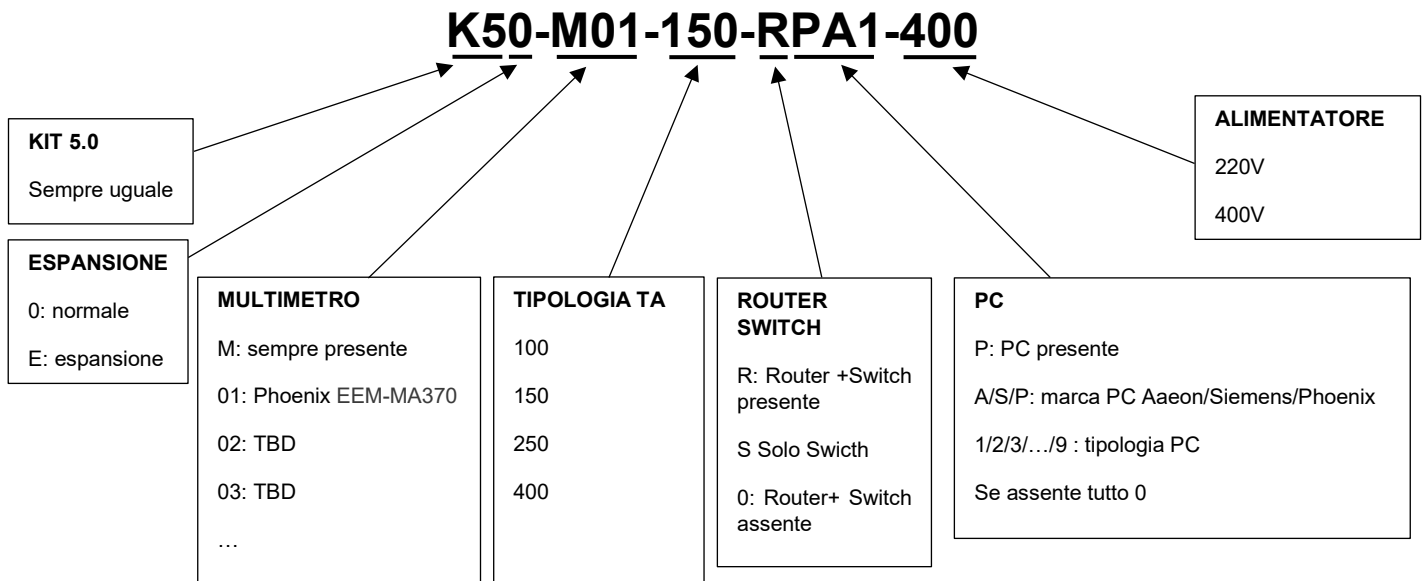 K50-M01-150-RPA1-400
KIT 5.0
Sempre uguale
ESPANSIONE
0: normale
E: espansione
MULTIMETRO
M: sempre presente
01: Phoenix EEM-MA370
02: TBD
03: TBD
…
TIPOLOGIA TA
100
150
250
400
ROUTER
SWITCH
R: Router +Switch
presente
S Solo Swicth
0: Router+ Switch
assente
PC
P: PC presente
A/S/P: marca PC Aaeon/Siemens/Phoenix
1/2/3/…/9 : tipologia PC
Se assente tutto 0
ALIMENTATORE
220V
400V